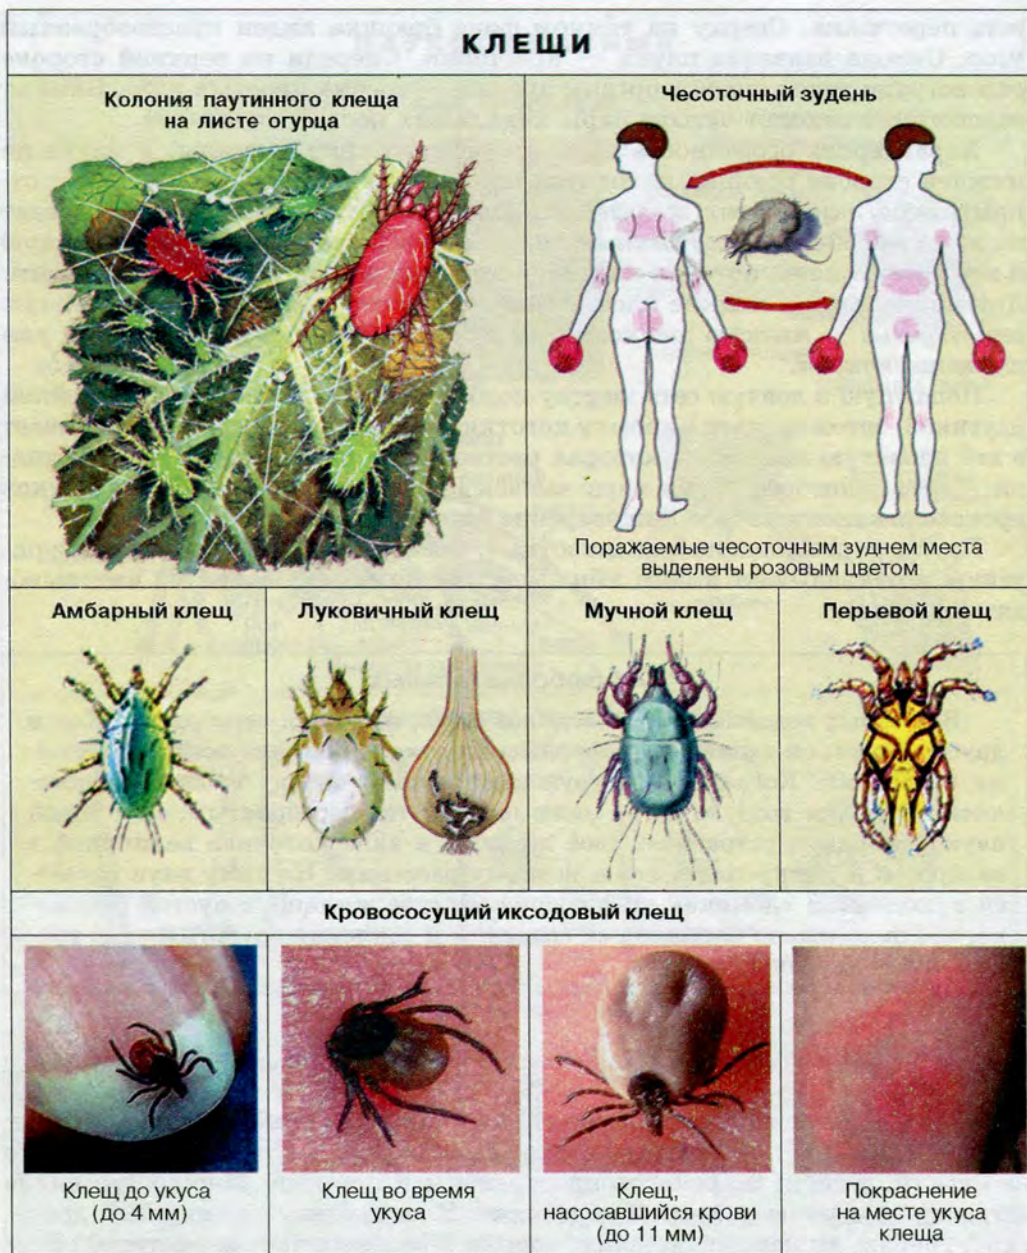 КЛЕЩИ
Колония паутинного клеща
на листе огурца
Чесоточный зудень
Поражаемые чесоточным зуднем места
выделены розовым цветом
Амбарный клещ
Луковичный клещ
Мучной клещ
Перьевой клещ
Кровососущий иксодовый клещ
Клещ до укуса
(до 4 мм)
Клещ во время
укуса
Клещ,
насосавшийся крови
(до 11 мм)
Покраснение
на месте укуса
клеща